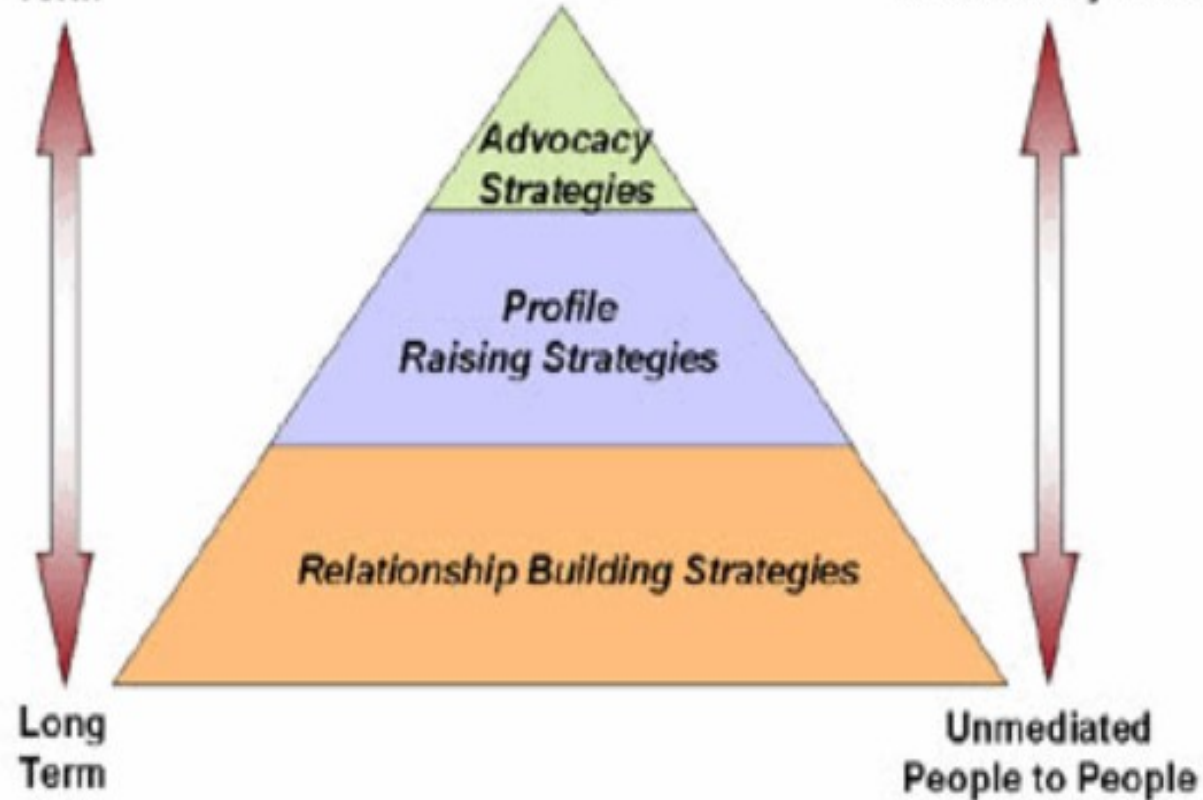 Advocacy
Strategies
Profile
Raising Strategies
Relationship Building Strategies
Long
Term
Unmediated
People to People